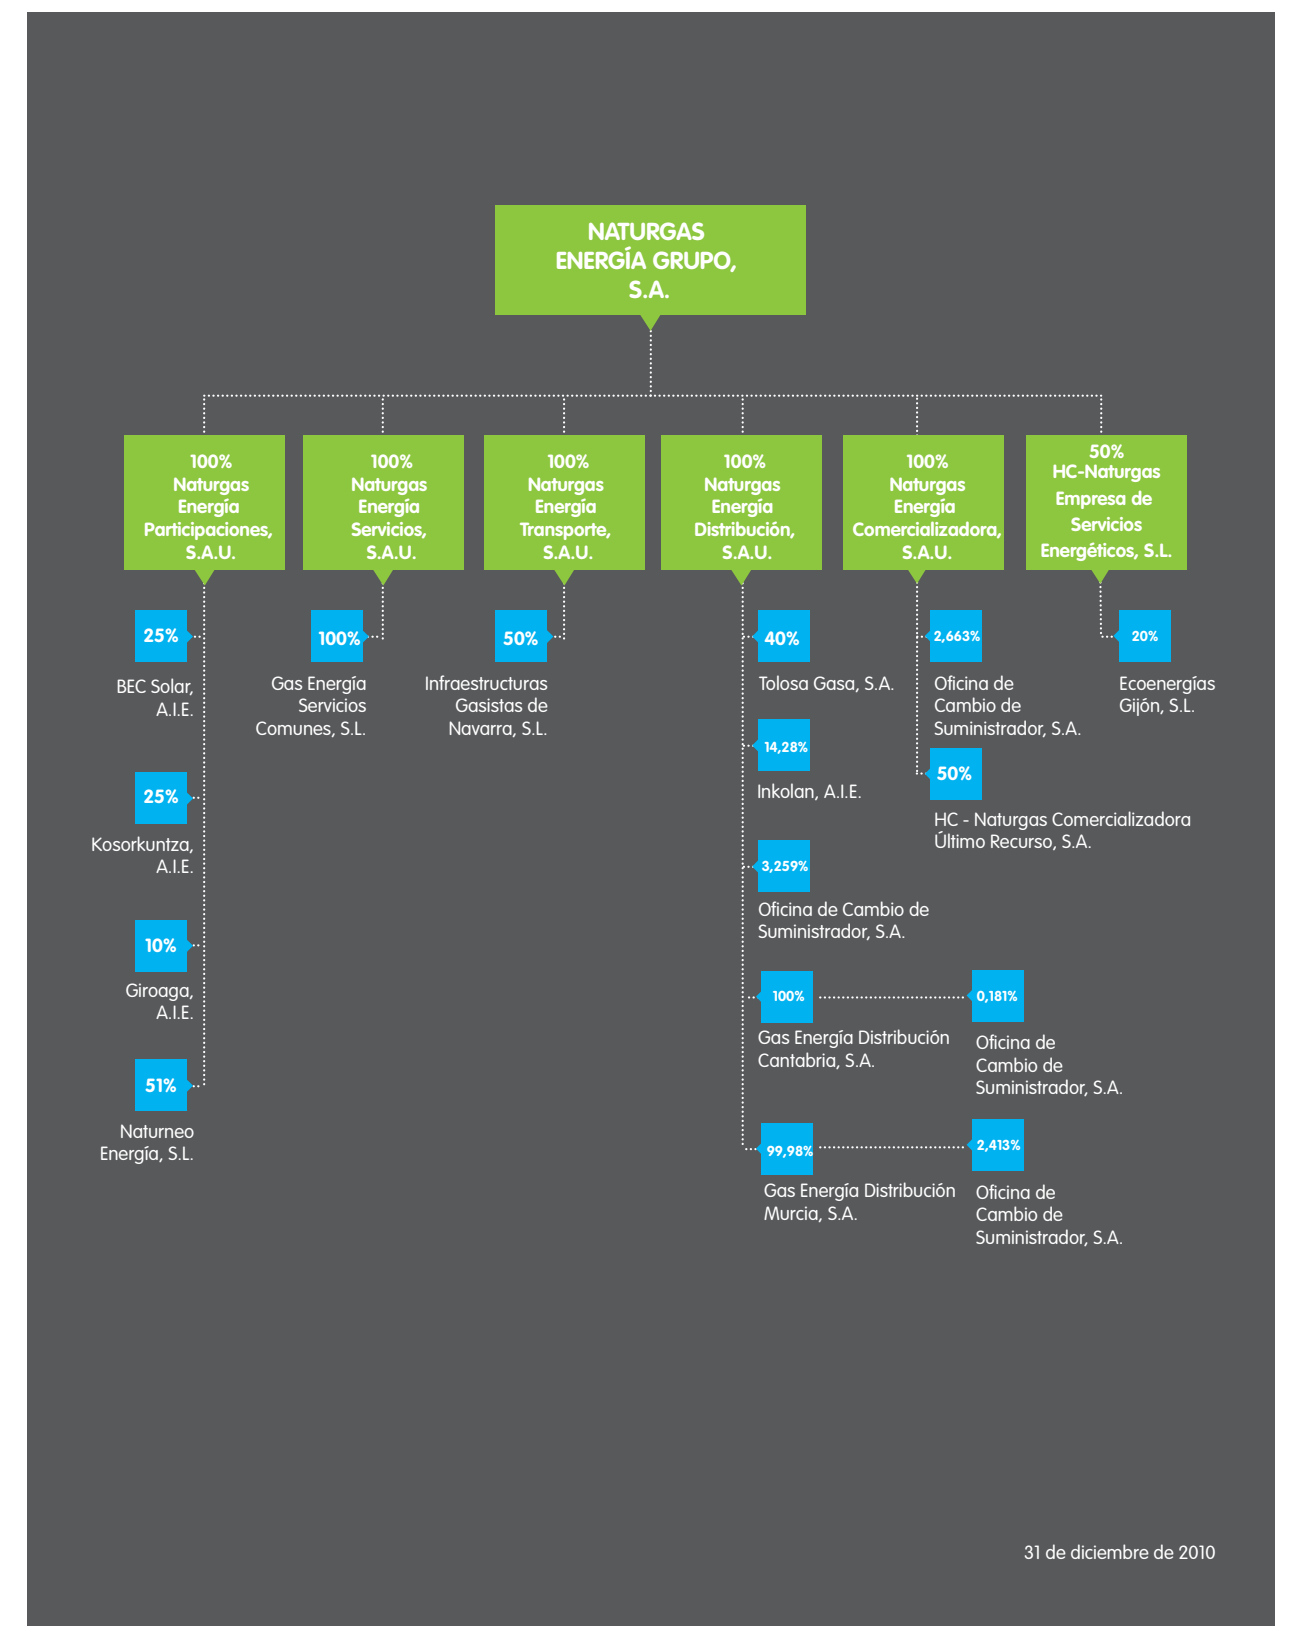 NATURGAS
ENERGÍA GRUPO,
S.A.
100%
Naturgas
Energía
Participaciones,
S.A.U.
100%
Naturgas
Energía
Servicios,
S.A.U.
100%
Naturgas
Energía
Transporte,
S.A.U.
100%
Naturgas
Energía
Distribución,
S.A.U.
100%
Naturgas
Energía
Comercializadora,
S.A.U.
50%
HC-Naturgas
Empresa de
Servicios
Energéticos, S.L.
25%
BEC Solar,
A.I.E.
25%
Kosorkuntza,
A.I.E.
10%
Giroaga,
A.I.E.
51%
Naturneo
Energía, S.L.
100%
Gas Energía
Servicios
Comunes, S.L.
50%
Infraestructuras
Gasistas de
Navarra, S.L.
40%
Tolosa Gasa, S.A.
14,28%
Inkolan, A.I.E.
3,259%
Oficina de Cambio de
Suministrador, S.A.
100%
Gas Energía Distribución
Cantabria, S.A.
0,181%
Oficina de
Cambio de
Suministrador, S.A.
99,98%
Gas Energía Distribución
Murcia, S.A.
2,413%
Oficina de
Cambio de
Suministrador, S.A.
2,663%
Oficina de
Cambio de
Suministrador, S.A.
50%
HC - Naturgas Comercializadora
Último Recurso, S.A.
20%
Ecoenergías
Gijón, S.L.
31 de diciembre de 2010